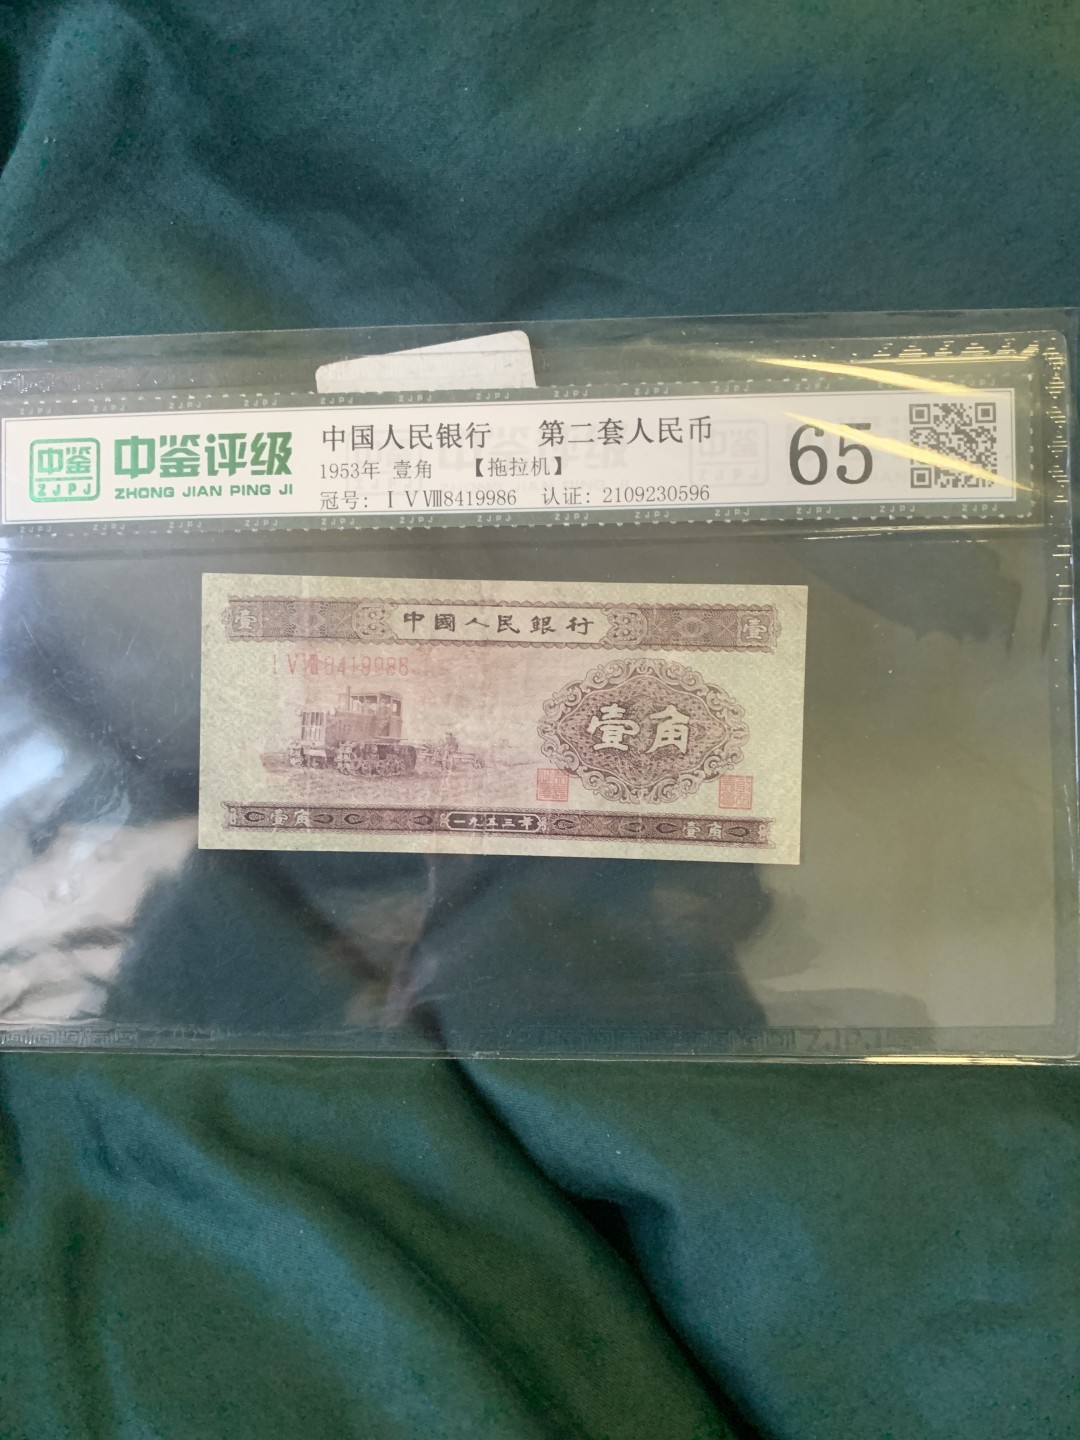 中鉴
ZJPJ
中鉴评级
ZHONG JIAN PING JI
中国人民银行 第二套人民币
1953年 壹角 【拖拉机】
冠号: ⅠⅤⅧ8419986 认证: 2109230596
65
壹 中國人民銀行 壹
ⅠⅤⅧ8419986
壹角
壹角 一九五三年 壹角
ZJPJ